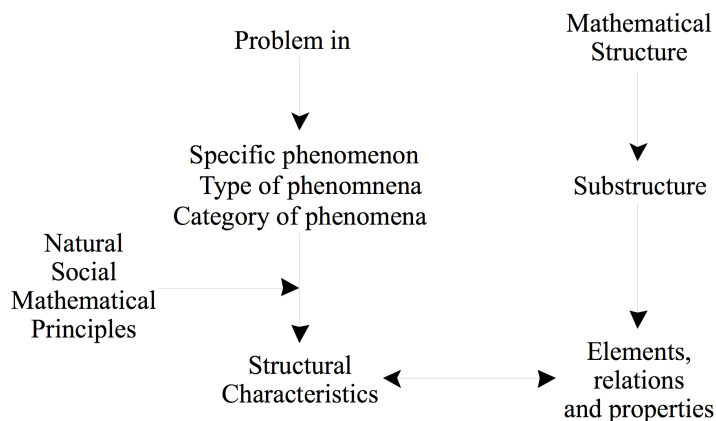 Problem in
Specific phenomenon
Type of phenomnena
Category of phenomena
Natural
Social
Mathematical
Principles
Structural
Characteristics
Mathematical
Structure
Substructure
Elements,
relations
and properties